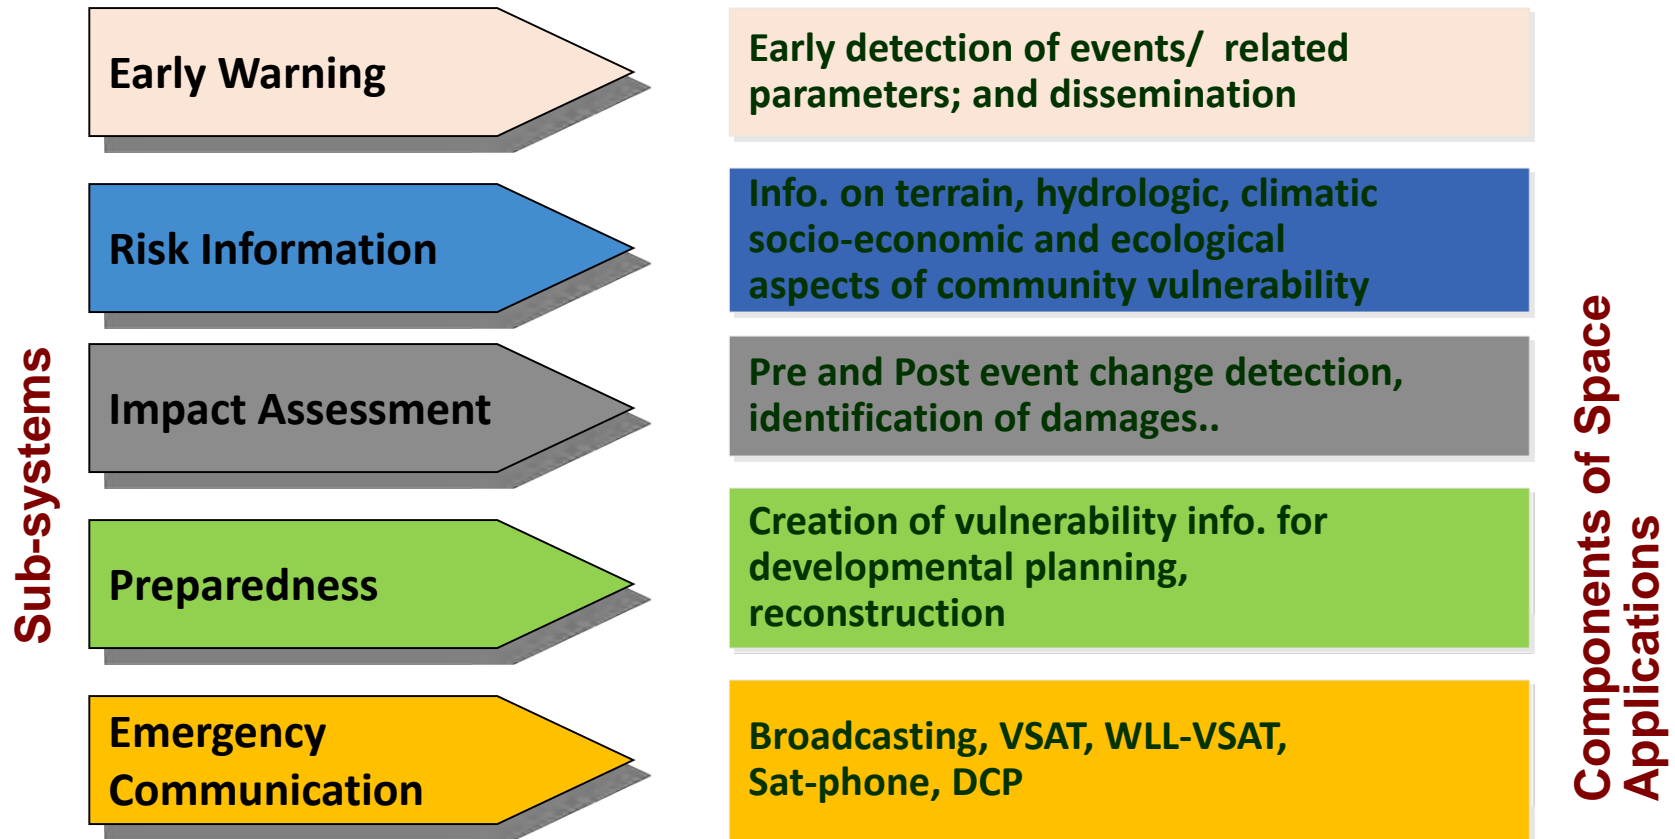 Sub-systems
Early Warning
Early detection of events/ related
parameters; and dissemination
Risk Information
Info. on terrain, hydrologic, climatic
socio-economic and ecological
aspects of community vulnerability
Impact Assessment
Pre and Post event change detection,
identification of damages..
Preparedness
Creation of vulnerability info. for
developmental planning,
reconstruction
Emergency
Communication
Broadcasting, VSAT, WLL-VSAT,
Sat-phone, DCP
Components of Space
Applications